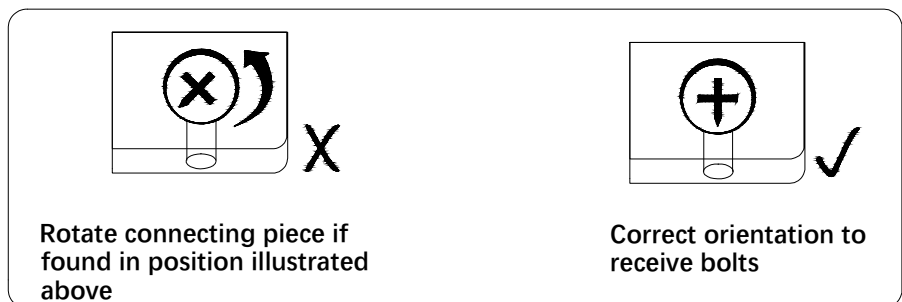 Rotate connecting piece if
found in position illustrated
above
Correct orientation to
receive bolts